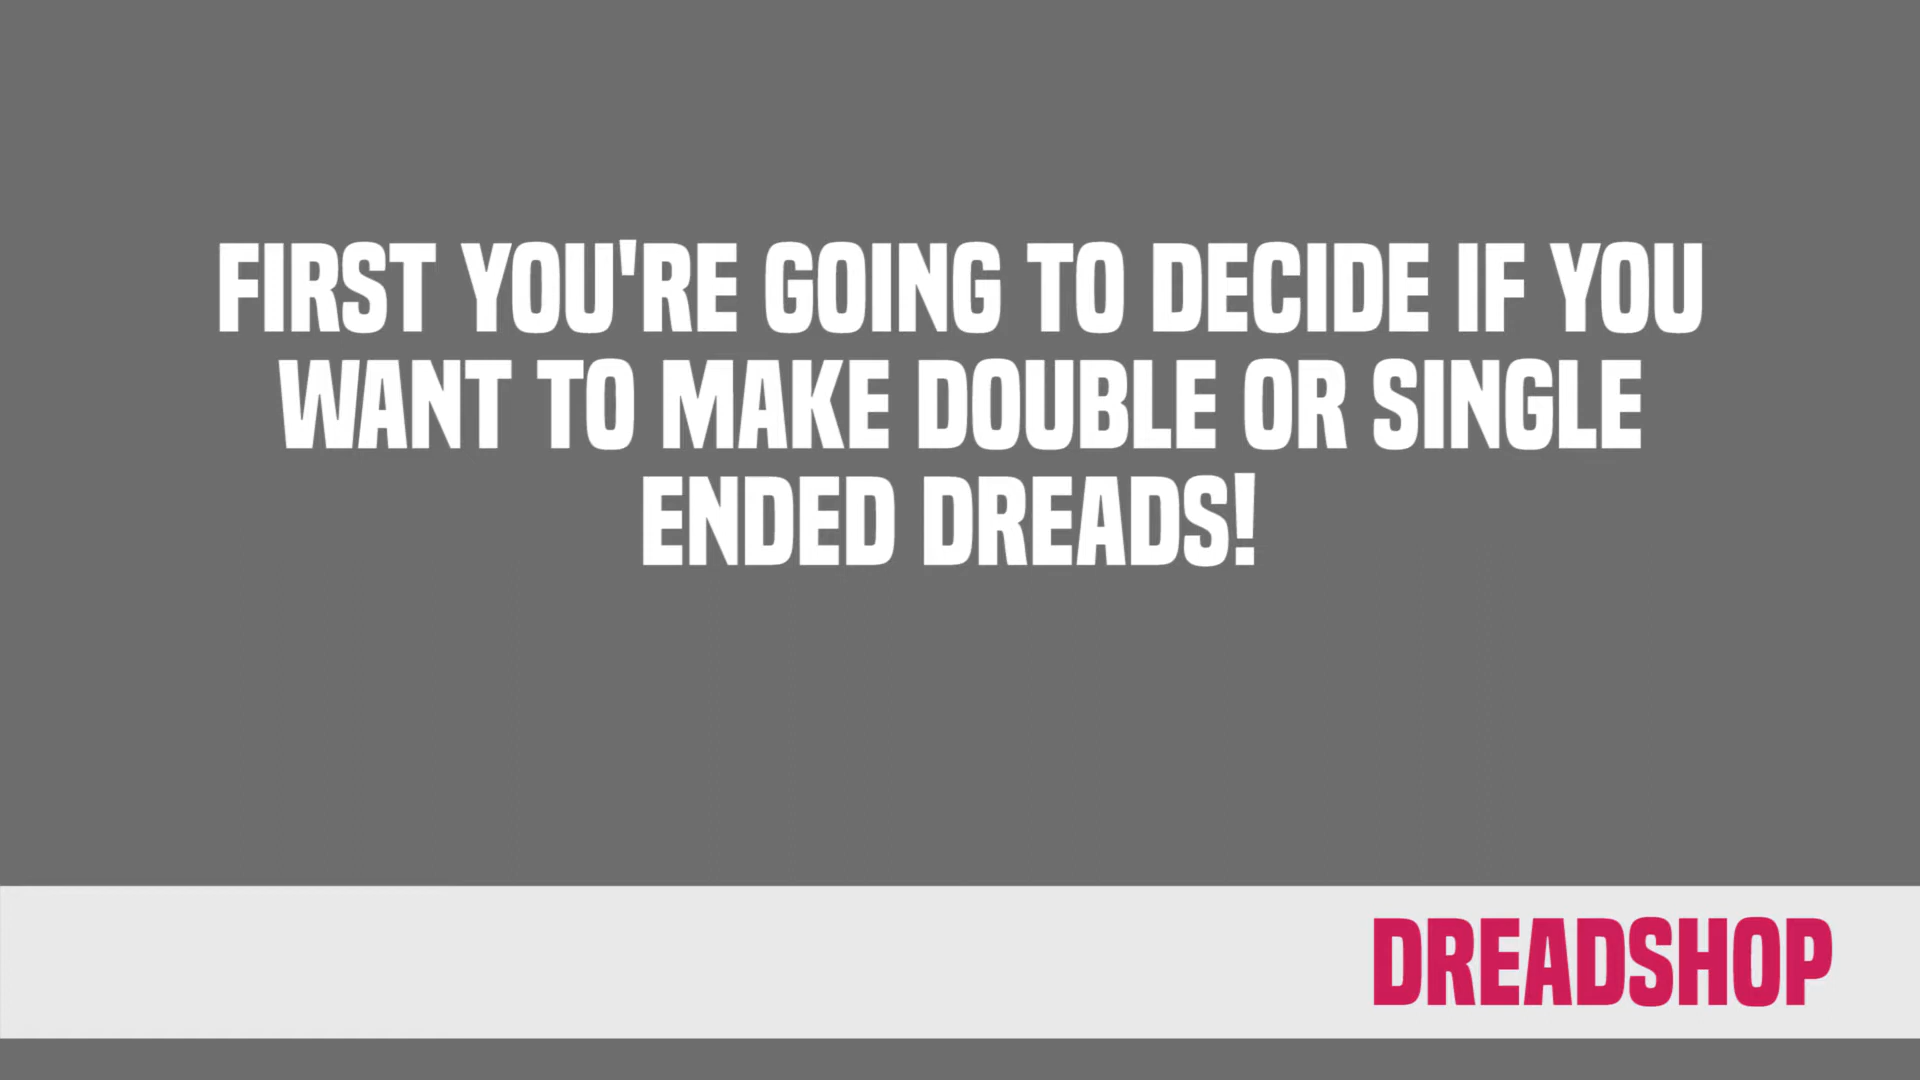 FIRST YOU'RE GOING TO DECIDE IF YOU
WANT TO MAKE DOUBLE OR SINGLE
ENDED DREADS!
DREADSHOP